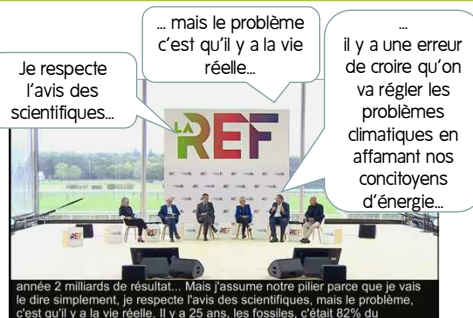 Je respecte
l'avis des
scientifiques...
... mais le problème
c'est qu'il y a la vie
réelle...
...
il y a une erreur
de croire qu'on
va régler les
problèmes
climatiques en
affamant nos
concitoyens
d'énergie...
LA
REF
REF
REF
année 2 milliards de résultat... Mais j'assume notre pilier parce que je vais
le dire simplement, je respecte l'avis des scientifiques, mais le problème,
c'est qu'il y a la vie réelle. Il y a 25 ans, les fossiles, c'était 82% du